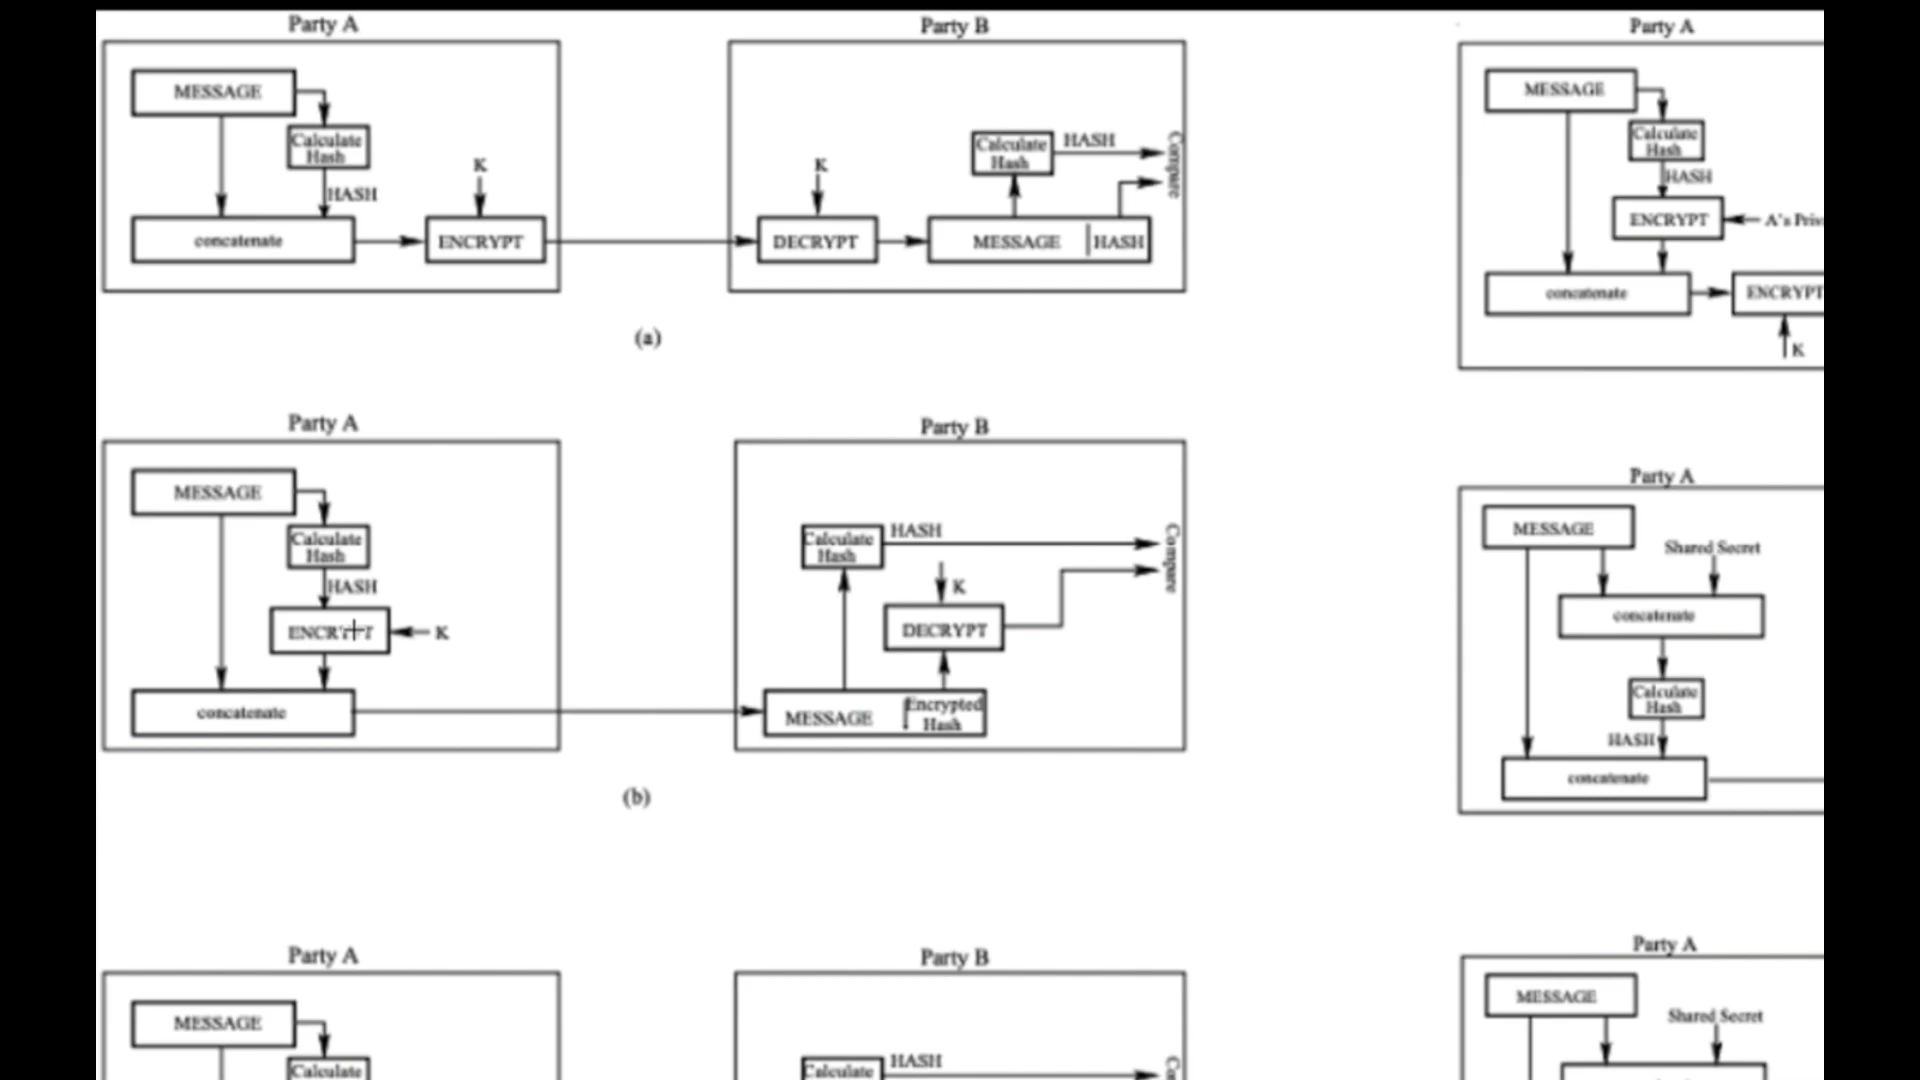 Party A
MESSAGE
Calculate
Hash
HASH
K
concatenate
ENCRYPT
Party B
K
DECRYPT
Calculate
Hash
HASH
Compare
MESSAGE HASH
(a)
Party A
MESSAGE
Calculate
Hash
HASH
ENCRYPT
A's
concatenate
ENCRYPT
K
Party A
MESSAGE
Calculate
Hash
HASH
ENCRYPT
K
concatenate
Party B
Calculate
Hash
HASH
K
DECRYPT
Compare
MESSAGE
Encrypted
Hash
(b)
Party A
MESSAGE
Shared Secret
concatenate
Calculate
Hash
HASH
concatenate
Party A
MESSAGE
Calculate
Party B
Calculate
HASH
Party A
MESSAGE
Shared Secret